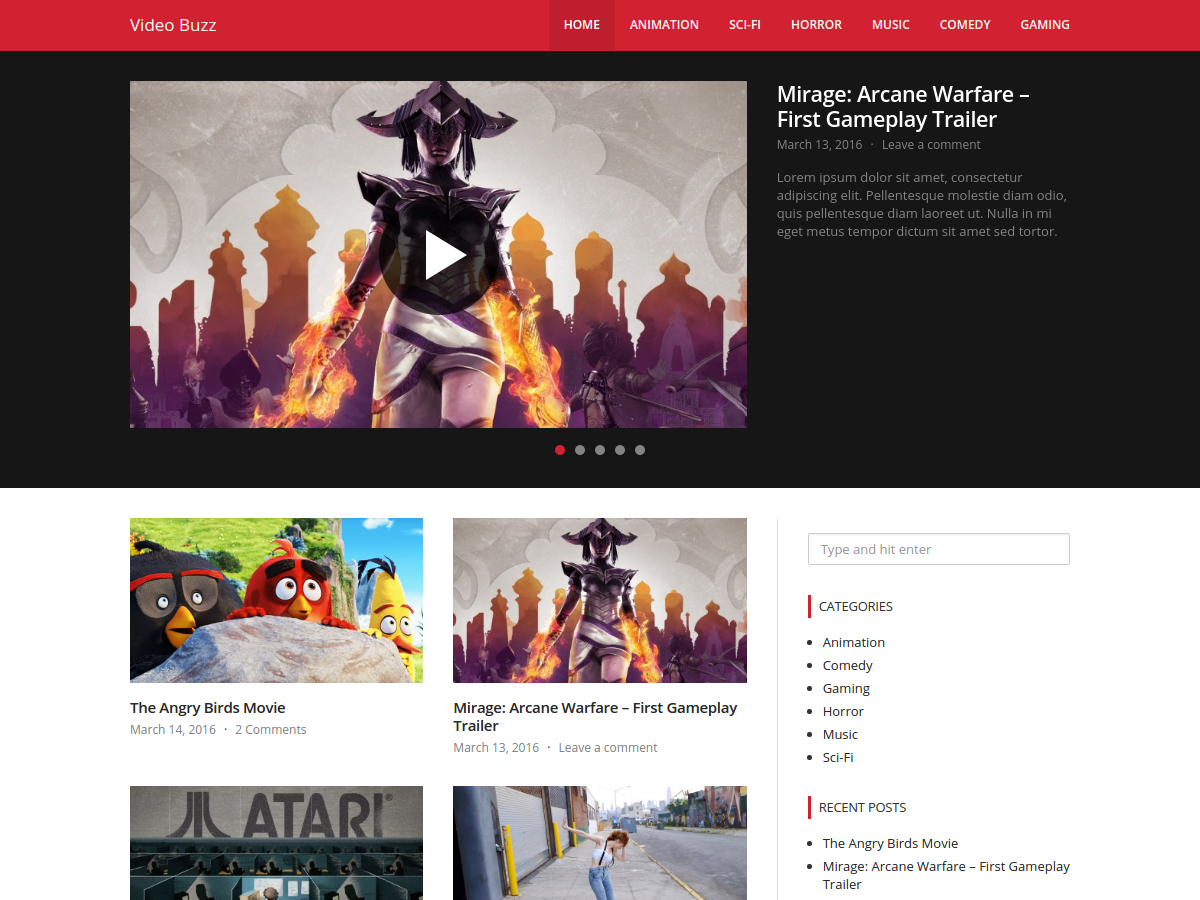 Video Buzz
HOME
ANIMATION
SCI-FI
HORROR
MUSIC
COMEDY
GAMING
Mirage: Arcane Warfare –
First Gameplay Trailer
March 13, 2016 · Leave a comment
Lorem ipsum dolor sit amet, consectetur
adipiscing elit. Pellentesque molestie diam odio,
quis pellentesque diam laoreet ut. Nulla in mi
eget metus tempor dictum sit amet sed tortor.
The Angry Birds Movie
March 14, 2016 · 2 Comments
Mirage: Arcane Warfare – First Gameplay
Trailer
March 13, 2016 · Leave a comment
ATARI®
Type and hit enter
CATEGORIES
Animation
Comedy
Gaming
Horror
Music
Sci-Fi
RECENT POSTS
The Angry Birds Movie
Mirage: Arcane Warfare – First Gameplay
Trailer